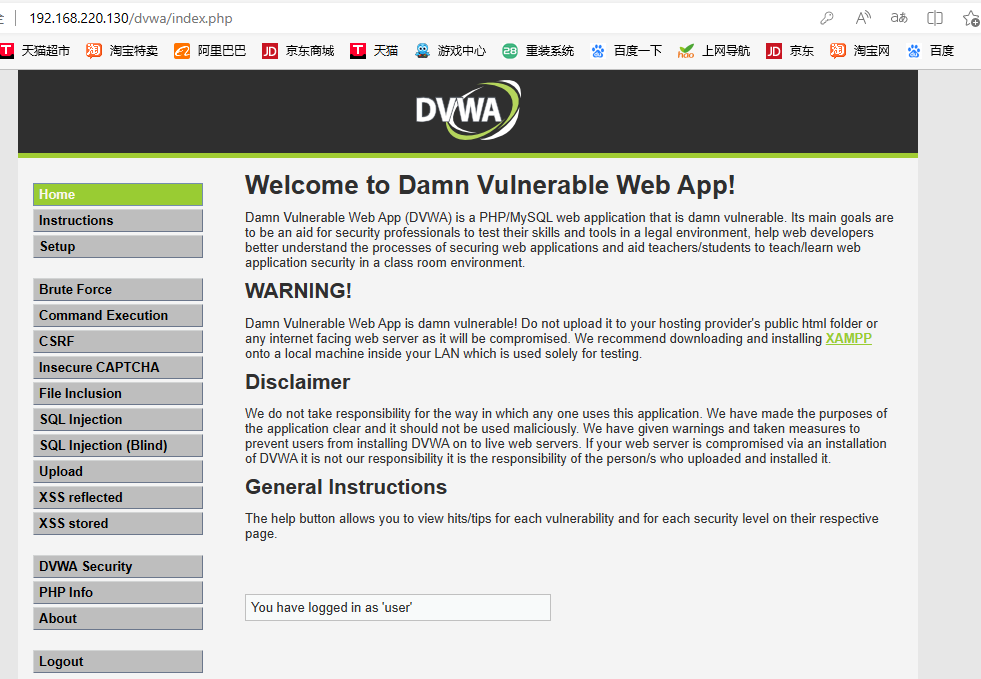 192.168.220.130/dvwa/index.php
天猫超市 淘宝特卖 阿里巴巴 京东商城 天猫 游戏中心 重装系统 百度一下 上网导航 京东 淘宝网 百度
DVWA
Home
Instructions
Setup
Brute Force
Command Execution
CSRF
Insecure CAPTCHA
File Inclusion
SQL Injection
SQL Injection (Blind)
Upload
XSS reflected
XSS stored
DVWA Security
PHP Info
About
Logout
Welcome to Damn Vulnerable Web App!
Damn Vulnerable Web App (DVWA) is a PHP/MySQL web application that is damn vulnerable. Its main goals are
to be an aid for security professionals to test their skills and tools in a legal environment, help web developers
better understand the processes of securing web applications and aid teachers/students to teach/learn web
application security in a class room environment.
WARNING!
Damn Vulnerable Web App is damn vulnerable! Do not upload it to your hosting provider's public html folder or
any internet facing web server as it will be compromised. We recommend downloading and installing XAMPP
onto a local machine inside your LAN which is used solely for testing.
Disclaimer
We do not take responsibility for the way in which any one uses this application. We have made the purposes of
the application clear and it should not be used maliciously. We have given warnings and taken measures to
prevent users from installing DVWA on to live web servers. If your web server is compromised via an installation
of DVWA it is not our responsibility it is the responsibility of the person/s who uploaded and installed it.
General Instructions
The help button allows you to view hits/tips for each vulnerability and for each security level on their respective
page.
You have logged in as 'user'